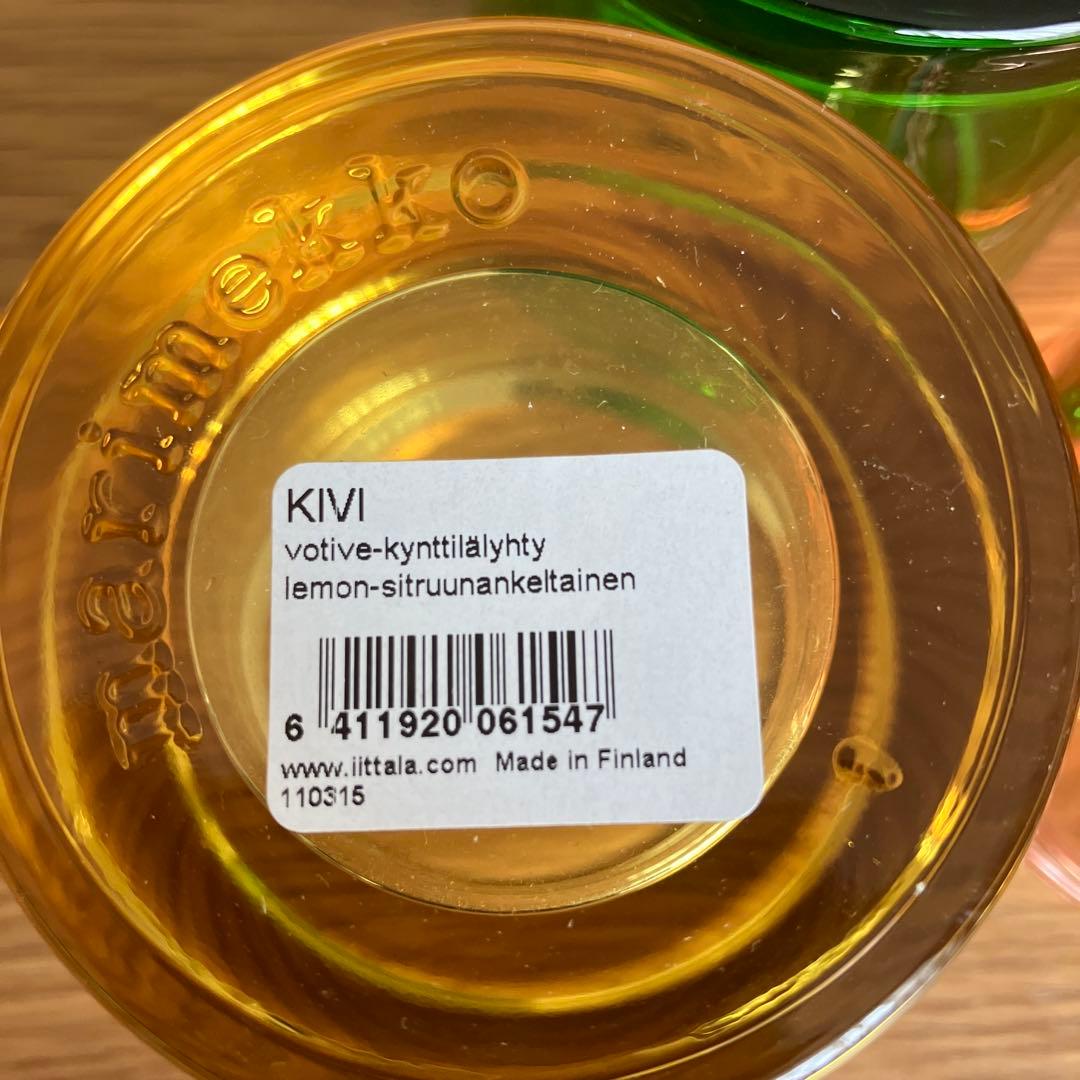 marimekko
KIVI
votive-kynttilälyhty
lemon-sitruunankeltainen
6 411920 061547
www.iittala.com Made in Finland
110315